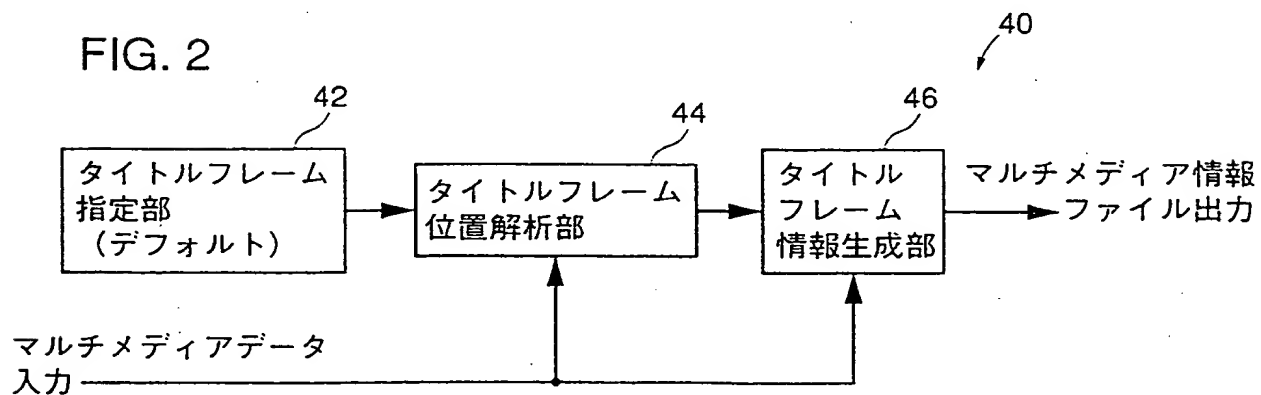 FIG. 2
40
42
タイトルフレーム
指定部
（デフォルト）
44
タイトルフレーム
位置解析部
46
タイトル
フレーム
情報生成部
マルチメディア情報
ファイル出力
マルチメディアデータ
入力